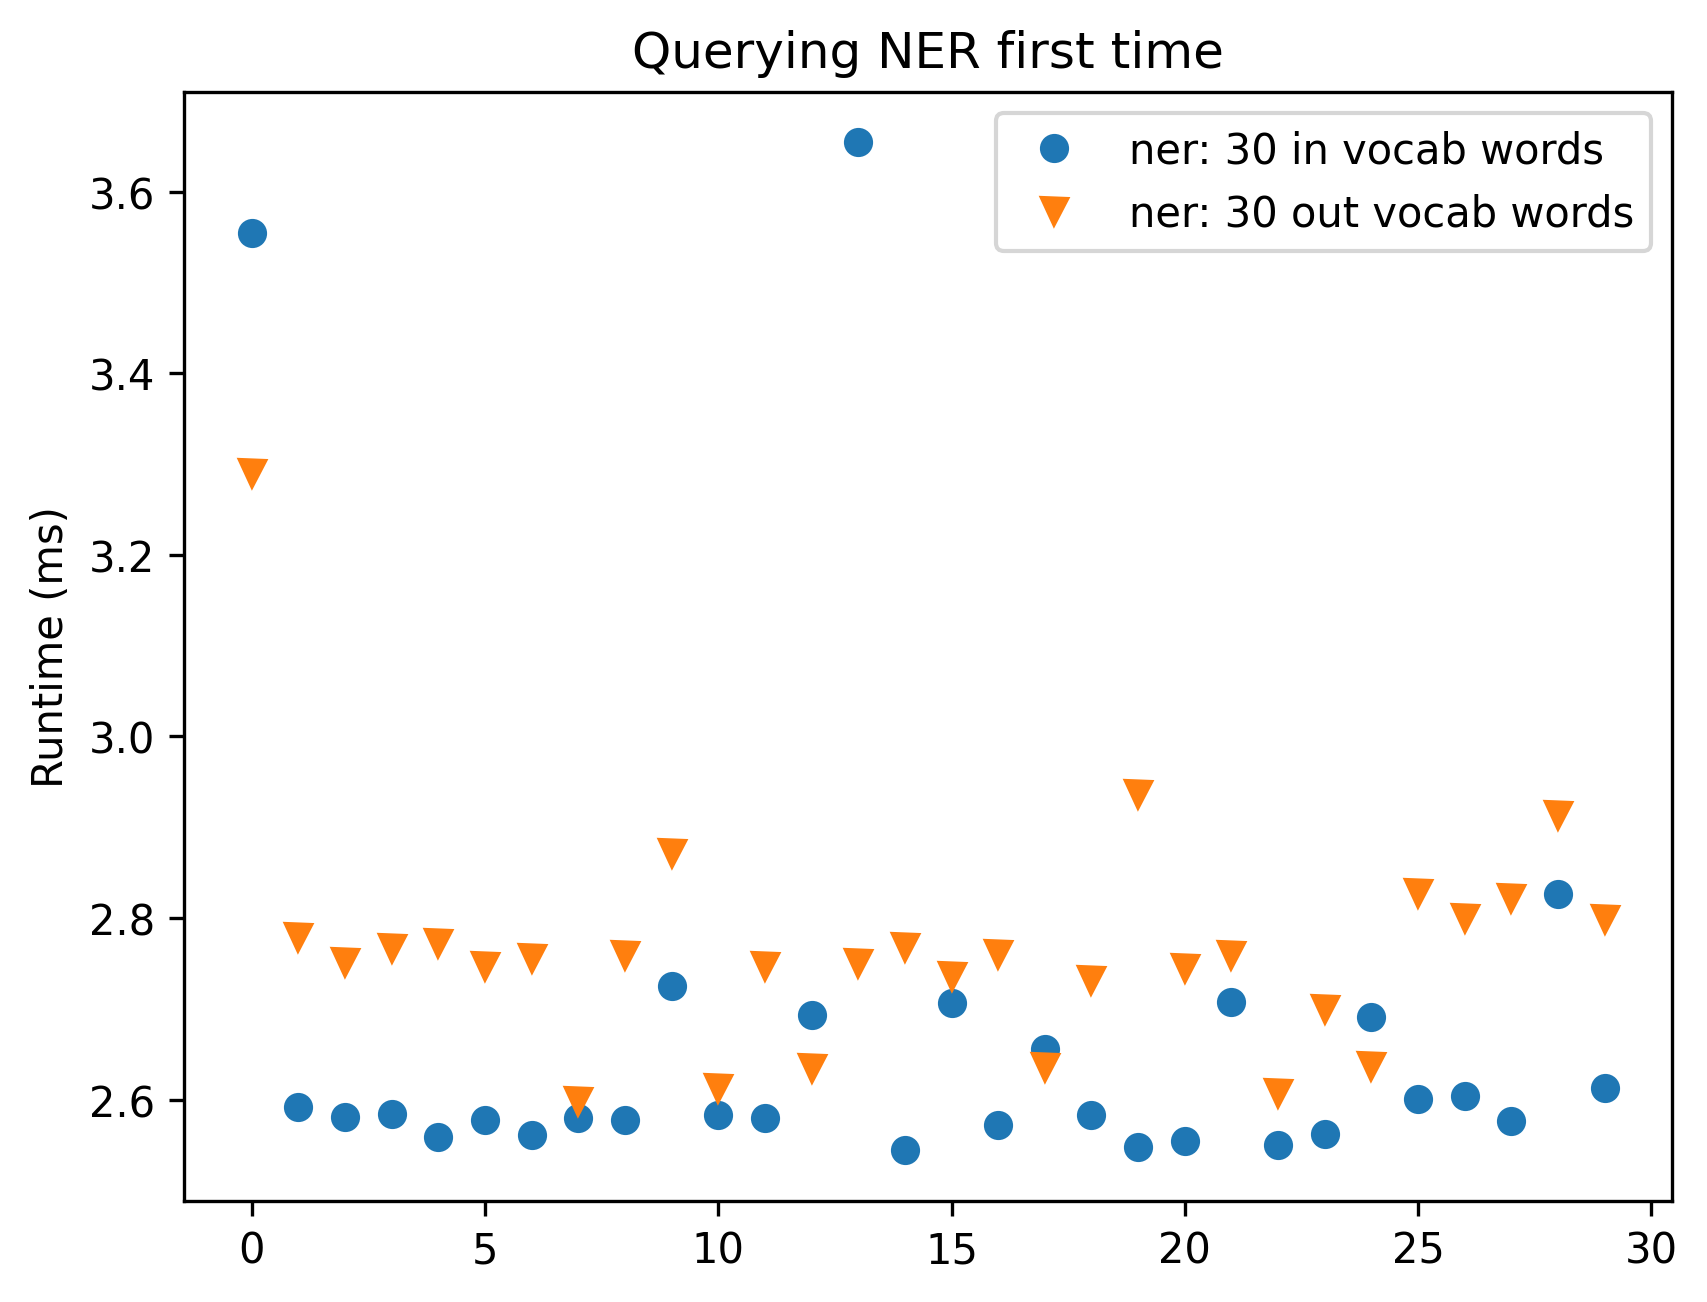 Querying NER first time
ner: 30 in vocab words
ner: 30 out vocab words
Runtime (ms)
3.6
3.4
3.2
3.0
2.8
2.6
0 5 10 15 20 25 30